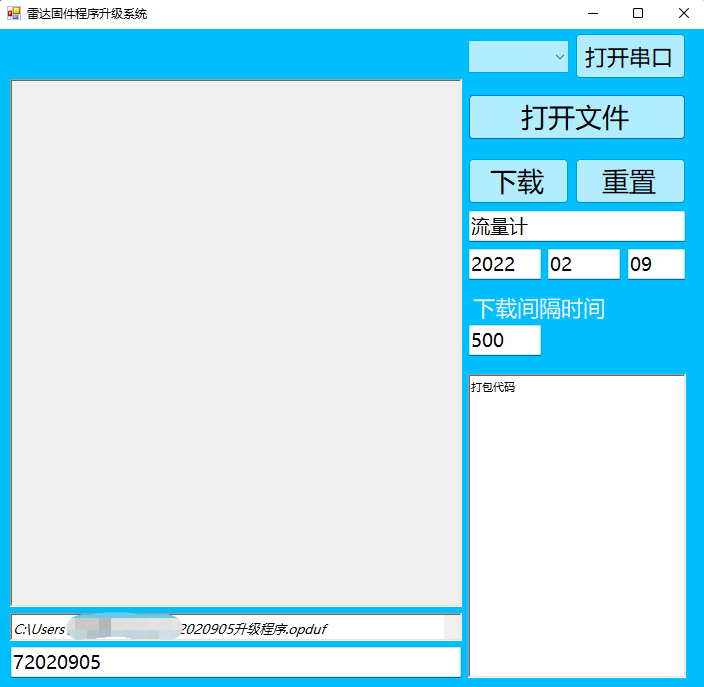 雷达固件程序升级系统
打开串口
打开文件
下载 重置
流量计
2022 02 09
下载间隔时间
500
打包代码
C:\Users 2020905升级程序.opduf
72020905